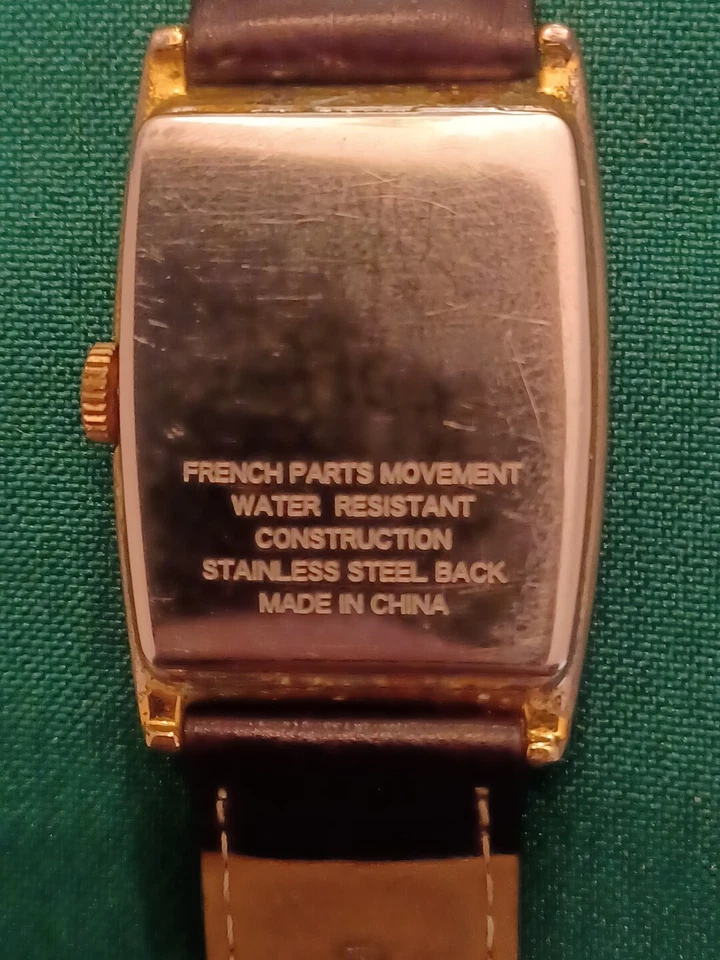 FRENCH PARTS MOVEMENT
WATER RESISTANT
CONSTRUCTION
STAINLESS STEEL BACK
MADE IN CHINA